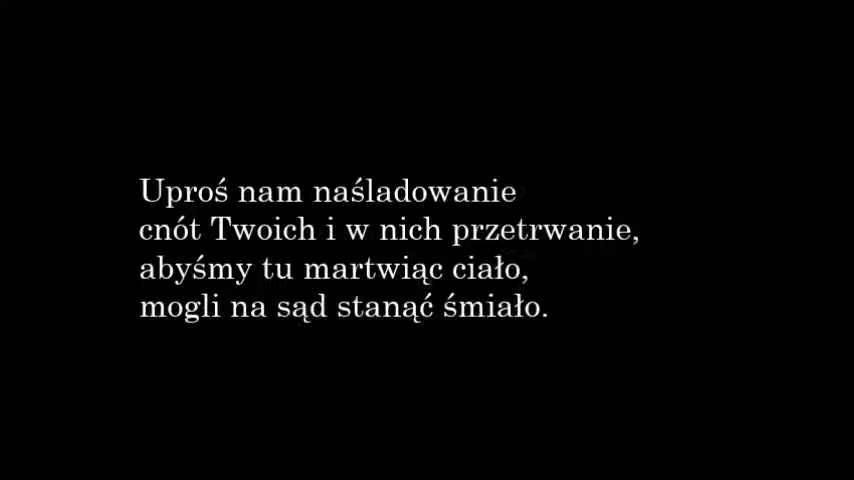 Uproś nam naśladowanie
cnót Twoich i w nich przetrwanie,
abyśmy tu martwiąc ciało,
mogli na sąd stanąć śmiało.